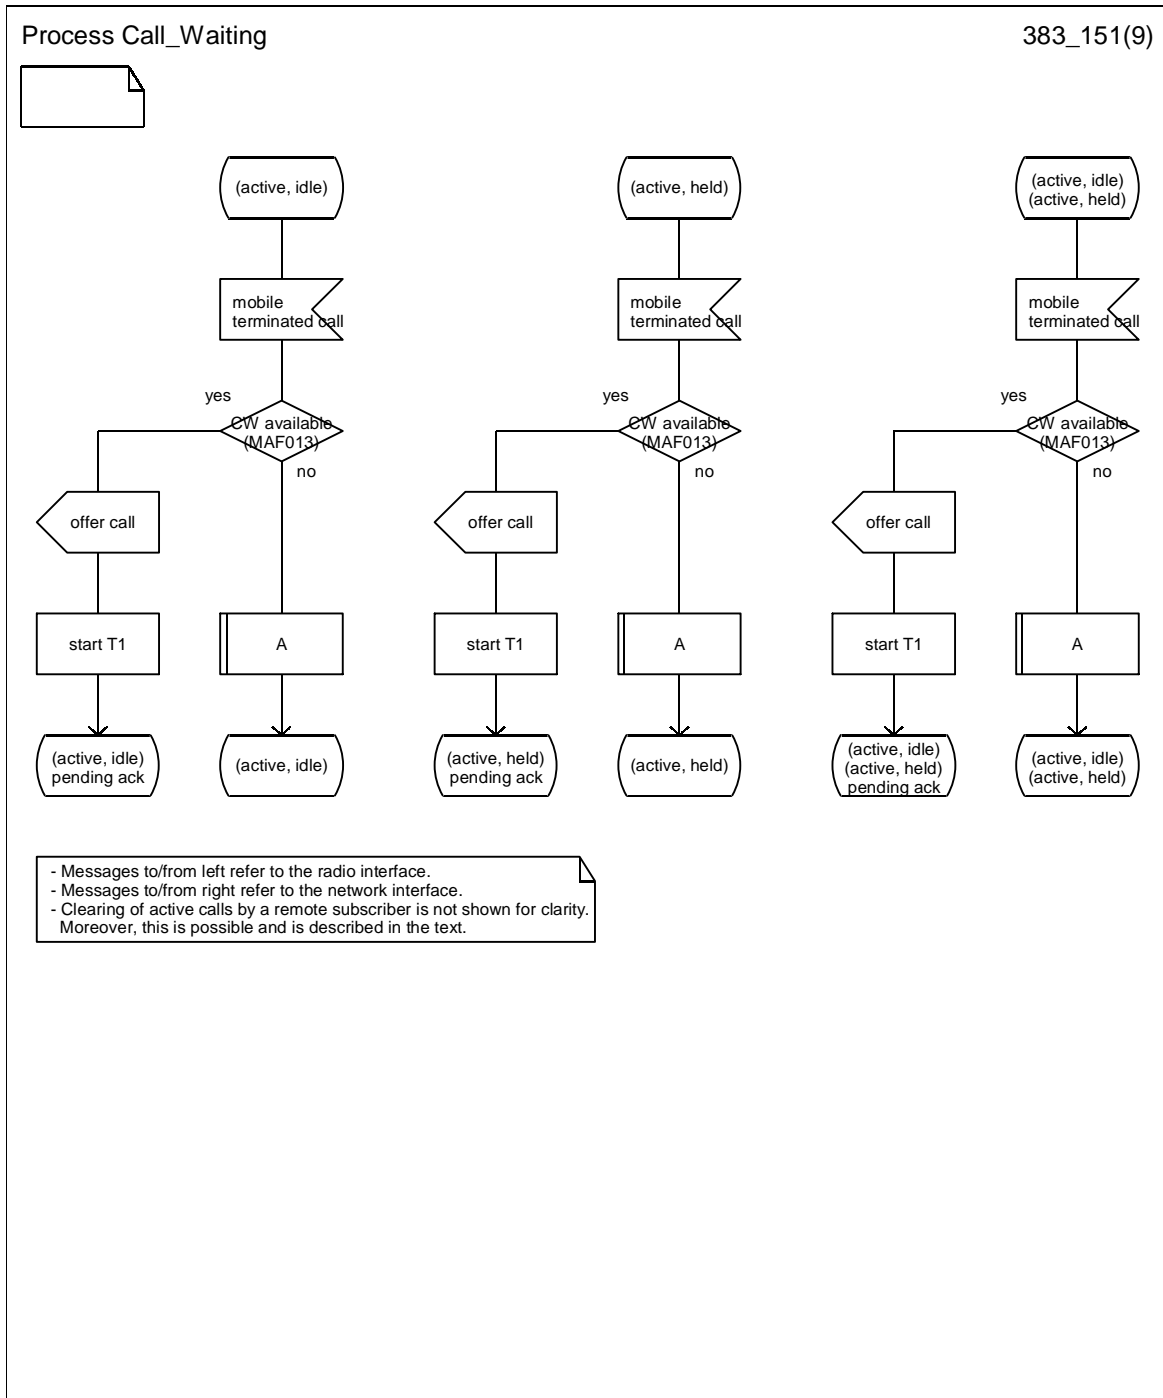 Process Call_Waiting
383_151(9)
(active, idle)
mobile
terminated call
yes
CW available
(MAF013)
no
offer call
start T1
A
(active, idle)
pending ack
(active, idle)
(active, held)
mobile
terminated call
yes
CW available
(MAF013)
no
offer call
start T1
A
(active, held)
pending ack
(active, held)
(active, idle)
(active, held)
mobile
terminated call
yes
CW available
(MAF013)
no
offer call
start T1
A
(active, idle)
(active, held)
pending ack
(active, idle)
(active, held)
- Messages to/from left refer to the radio interface.
- Messages to/from right refer to the network interface.
- Clearing of active calls by a remote subscriber is not shown for clarity.
Moreover, this is possible and is described in the text.